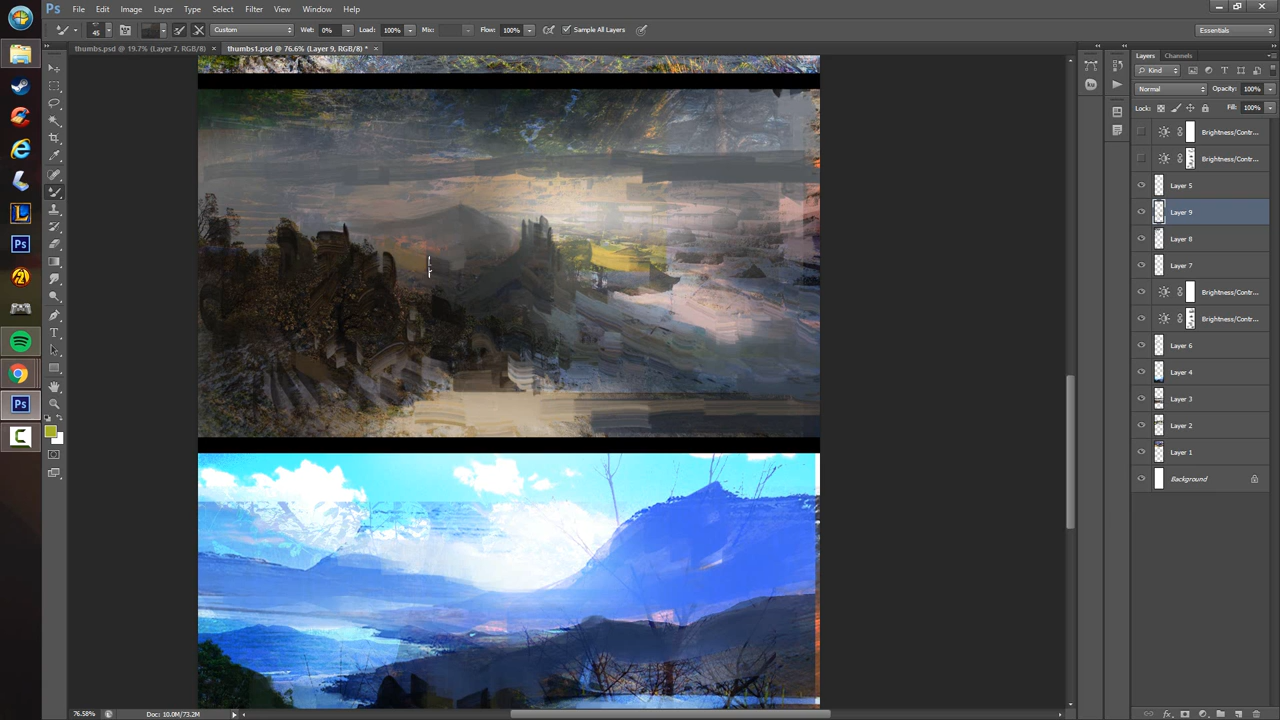 Ps File Edit Image Layer Type Select Filter View Window Help
45 Custom Wet: 0% Load: 100% Mix: Flow: 100% Sample All Layers Essentials
thumbs.psd @ 19.7% (Layer 7, RGB/8) × thumbs1.psd @ 76.6% (Layer 9, RGB/8) * ×
Layers Channels
Kind
Normal Opacity: 100%
Lock: Fill: 100%
Brightness/Contr...
Brightness/Contr...
Layer 5
Layer 9
Layer 8
Layer 7
Brightness/Contr...
Brightness/Contr...
Layer 6
Layer 4
Layer 3
Layer 2
Layer 1
Background
Ps
Ps
76.58% Doc: 10.0M/73.2M
fx